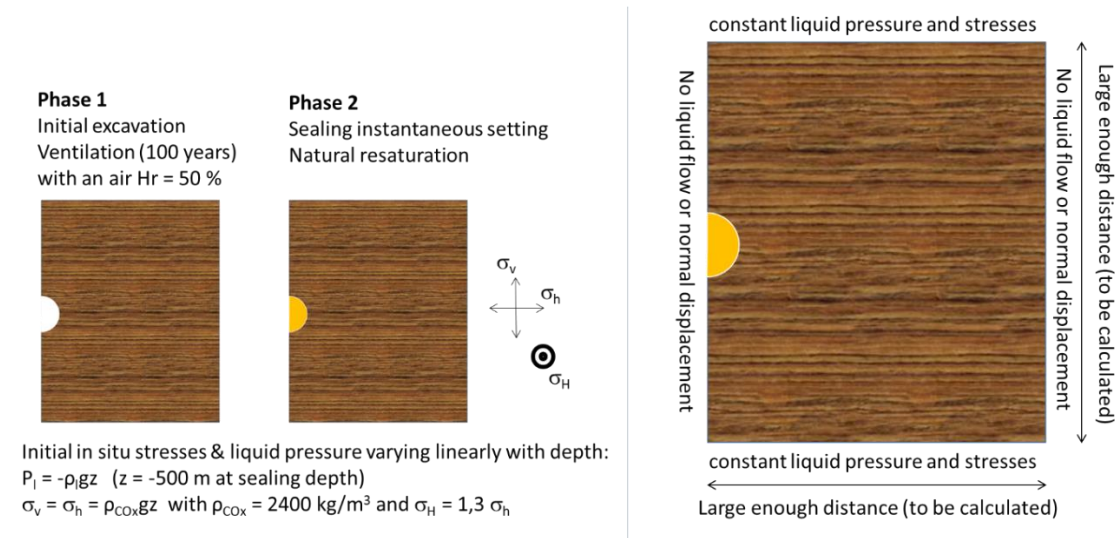 Phase 1
Initial excavation
Ventilation (100 years)
with an air Hr = 50 %
Phase 2
Sealing instantaneous setting
Natural resaturation
σv
σh
σH
Initial in situ stresses & liquid pressure varying linearly with depth:
Pl = -ρlgz (z = -500 m at sealing depth)
σv = σh = ρCOxgz with ρCOx = 2400 kg/m³ and σH = 1,3 σh
constant liquid pressure and stresses
No liquid flow or normal displacement
No liquid flow or normal displacement
Large enough distance (to be calculated)
constant liquid pressure and stresses
Large enough distance (to be calculated)